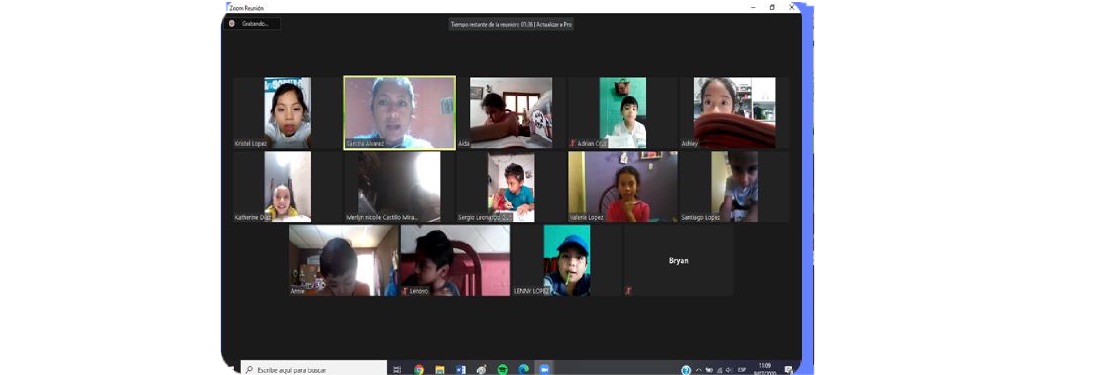 Zoom Reunión
Grabando...
Tiempo restante de la reunión: 01:36 | Actualizar a Pro
Kristel Lopez
Sandra Alvarez
Aida
Adrian Cruz
Ashley
Katherine Diaz
Merlyn nicolle Castillo Mira...
Sergio Leonardo
Valeria Lopez
Santiago Lopez
Annie
Lenovo
LENNY LOPEZ
Bryan
Escribe aquí para buscar
ESP
11:09